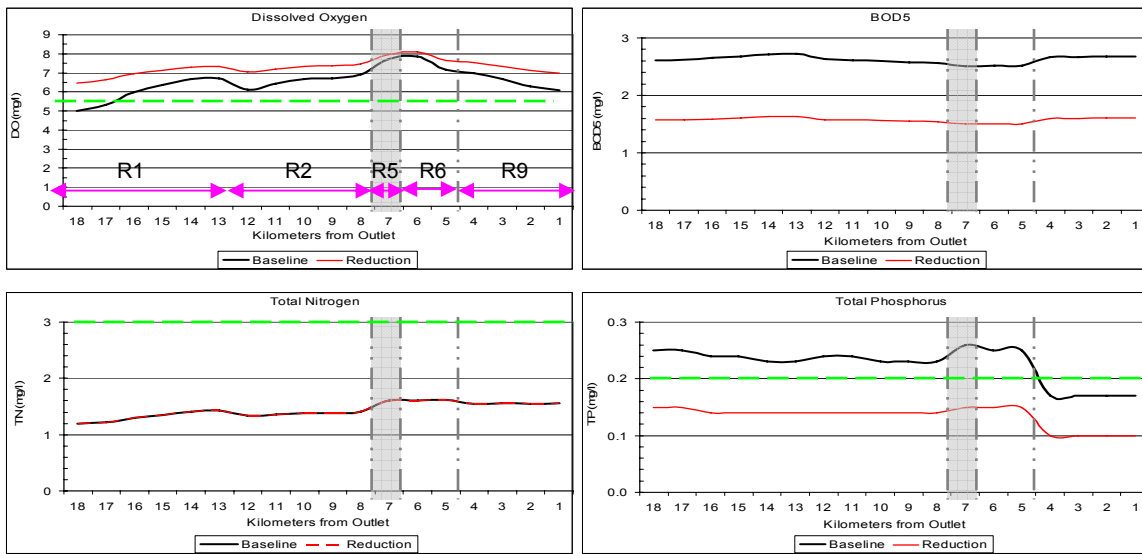 Dissolved Oxygen
9
8
7
6
5
4
3
2
1
0
DO (mg/l)
R1 R2 R5 R6 R9
18 17 16 15 14 13 12 11 10 9 8 7 6 5 4 3 2 1
Kilometers from Outlet
Baseline Reduction
BOD5
3
2
1
0
BOD5 (mg/l)
18 17 16 15 14 13 12 11 10 9 8 7 6 5 4 3 2 1
Kilometers from Outlet
Baseline Reduction
Total Nitrogen
3
2
1
0
TN (mg/l)
18 17 16 15 14 13 12 11 10 9 8 7 6 5 4 3 2 1
Kilometers from Outlet
Baseline Reduction
Total Phosphorus
0.3
0.2
0.1
0.0
TP (mg/l)
18 17 16 15 14 13 12 11 10 9 8 7 6 5 4 3 2 1
Kilometers from Outlet
Baseline Reduction